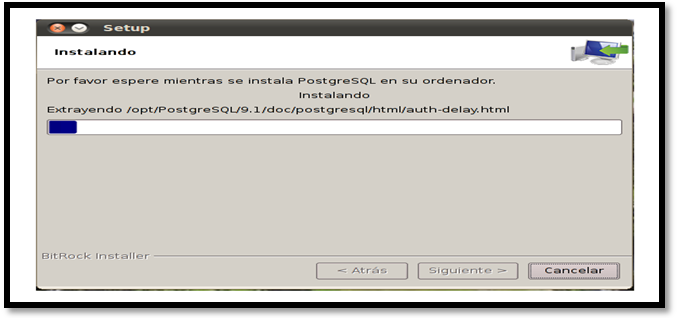 Setup
Instalando
Por favor espere mientras se instala PostgreSQL en su ordenador.
Instalando
Extrayendo /opt/PostgreSQL/9.1/doc/postgresql/html/auth-delay.html
BitRock Installer
< Atrás
Siguiente >
Cancelar